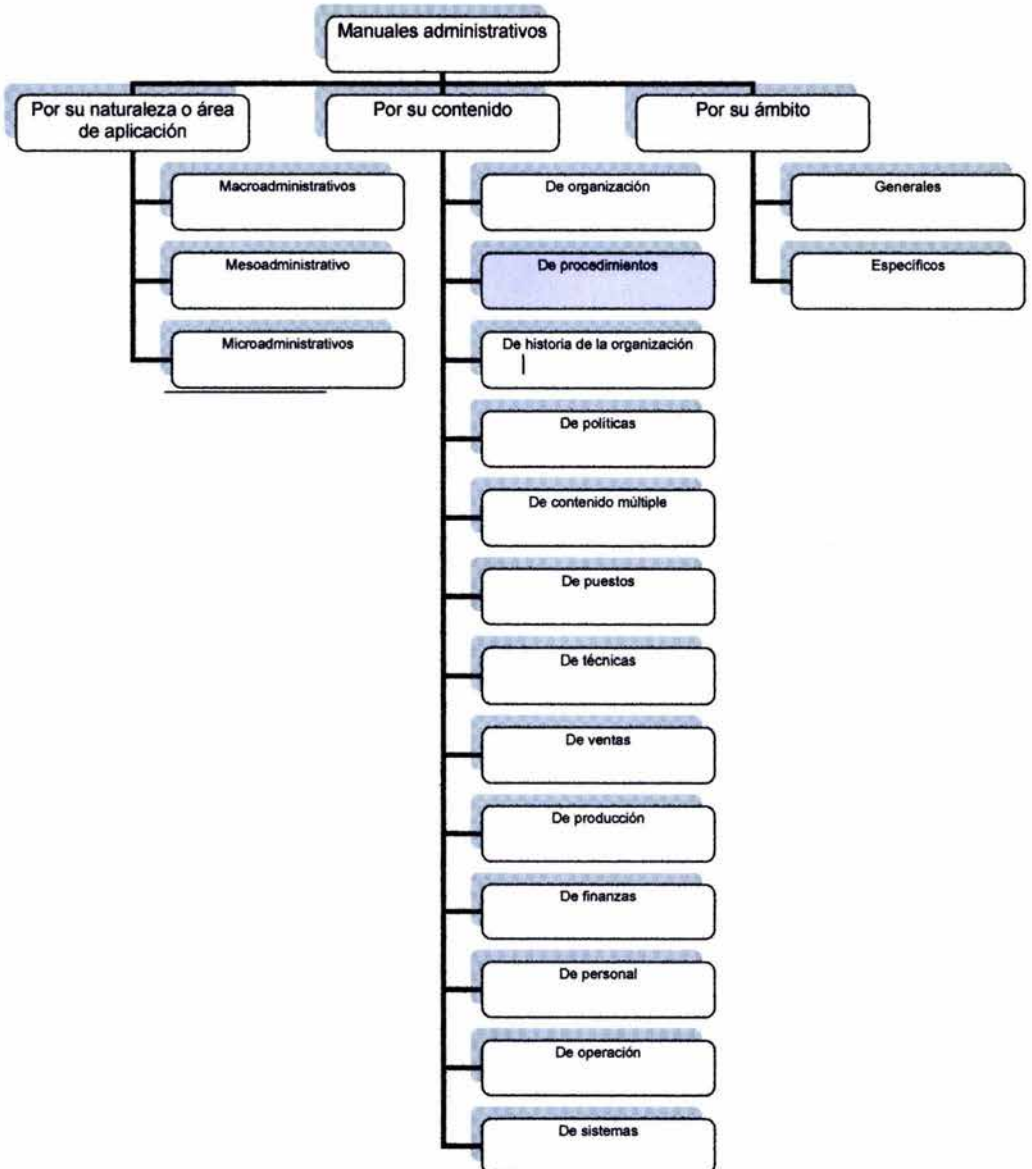 Manuales administrativos
Por su naturaleza o área
de aplicación
Macroadministrativos
Mesoadministrativo
Microadministrativos
Por su contenido
De organización
De procedimientos
De historia de la organización
De políticas
De contenido múltiple
De puestos
De técnicas
De ventas
De producción
De finanzas
De personal
De operación
De sistemas
Por su ámbito
Generales
Específicos